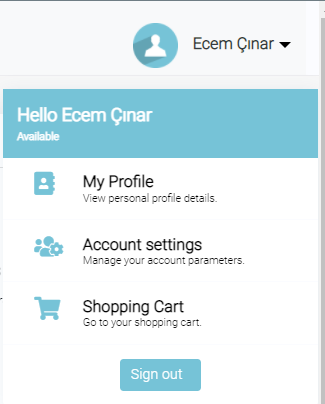 Ecem Çınar
Hello Ecem Çınar
Available
My Profile
View personal profile details.
Account settings
Manage your account parameters.
Shopping Cart
Go to your shopping cart.
Sign out